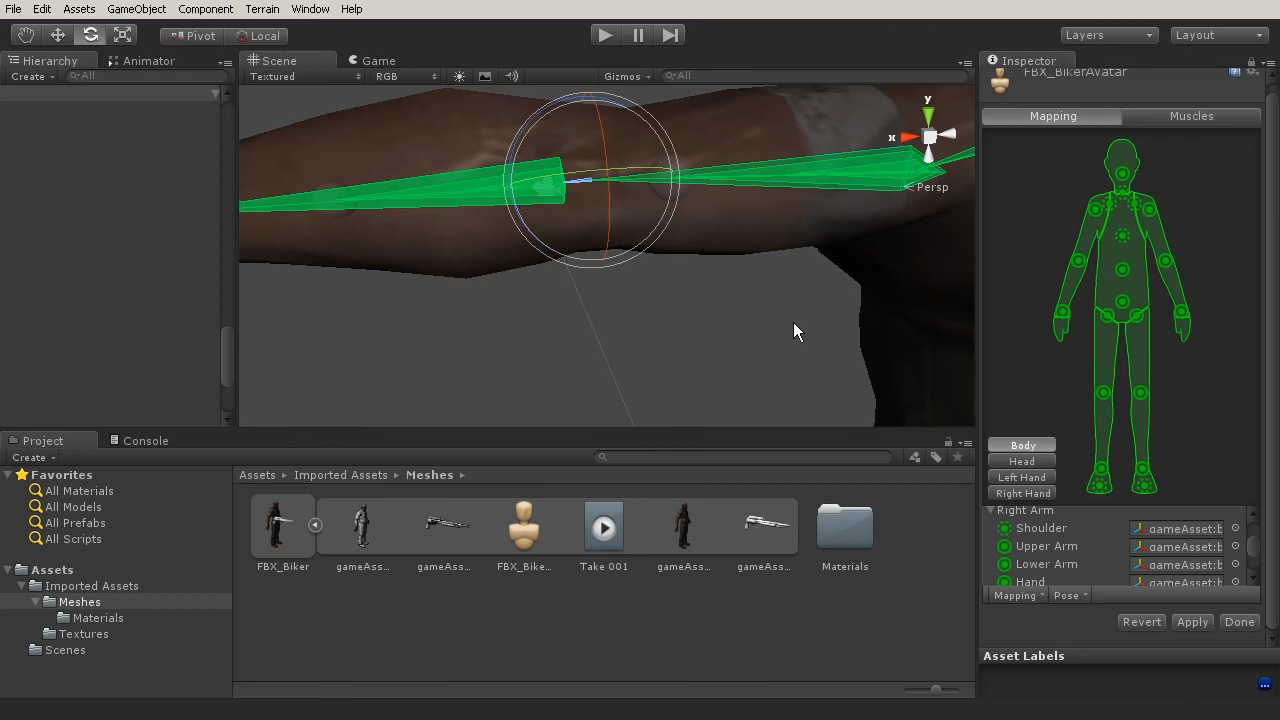 File Edit Assets GameObject Component Terrain Window Help
Pivot Local Layers Layout
Hierarchy Animator Scene Game Inspector
Create All Textured RGB Gizmos All FBX_BikerAvatar
Mapping Muscles
y
x
Persp
Body
Head
Left Hand
Right Hand
Project Console
Create
Favorites Assets Imported Assets Meshes
All Materials
All Models
All Prefabs
All Scripts
FBX_Biker gameAss... gameAss... FBX_Bike... Take 001 gameAss... gameAss... Materials
Assets
Imported Assets
Meshes
Materials
Textures
Scenes
Right Arm
Shoulder gameAsset:b
Upper Arm gameAsset:b
Lower Arm gameAsset:b
Hand gameAsset:b
Mapping Pose
Revert Apply Done
Asset Labels